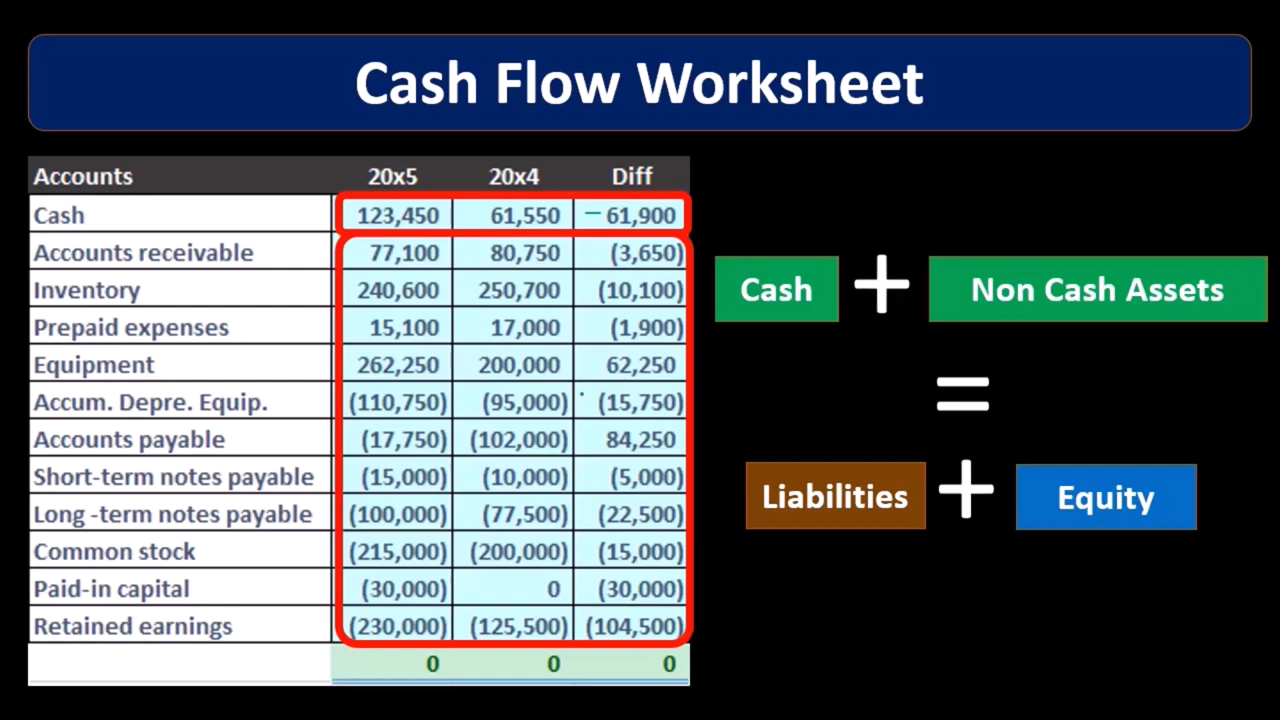 Cash Flow Worksheet
Accounts 20x5 20x4 Diff
Cash 123,450 61,550 – 61,900
Accounts receivable 77,100 80,750 (3,650)
Inventory 240,600 250,700 (10,100)
Prepaid expenses 15,100 17,000 (1,900)
Equipment 262,250 200,000 62,250
Accum. Depre. Equip. (110,750) (95,000) (15,750)
Accounts payable (17,750) (102,000) 84,250
Short-term notes payable (15,000) (10,000) (5,000)
Long -term notes payable (100,000) (77,500) (22,500)
Common stock (215,000) (200,000) (15,000)
Paid-in capital (30,000) 0 (30,000)
Retained earnings (230,000) (125,500) (104,500)
0 0 0
Cash + Non Cash Assets
=
Liabilities + Equity